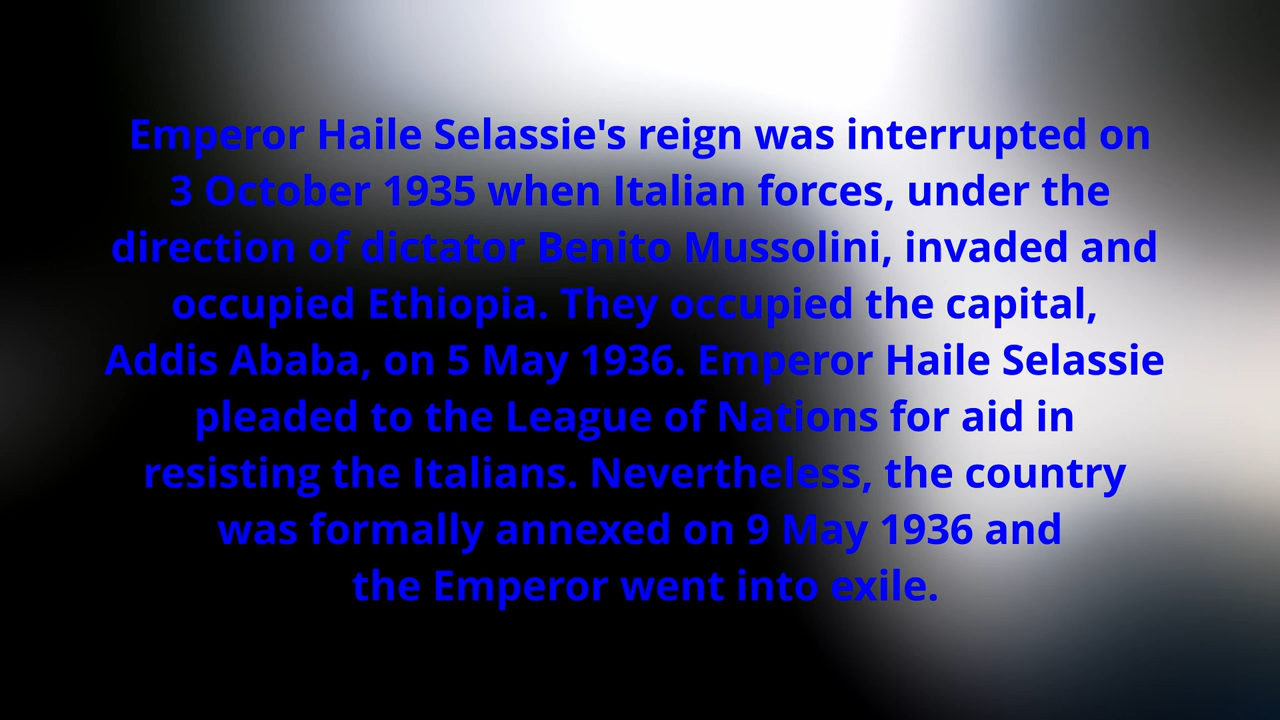 Emperor Haile Selassie's reign was interrupted on
3 October 1935 when Italian forces, under the
direction of dictator Benito Mussolini, invaded and
occupied Ethiopia. They occupied the capital,
Addis Ababa, on 5 May 1936. Emperor Haile Selassie
pleaded to the League of Nations for aid in
resisting the Italians. Nevertheless, the country
was formally annexed on 9 May 1936 and
the Emperor went into exile.